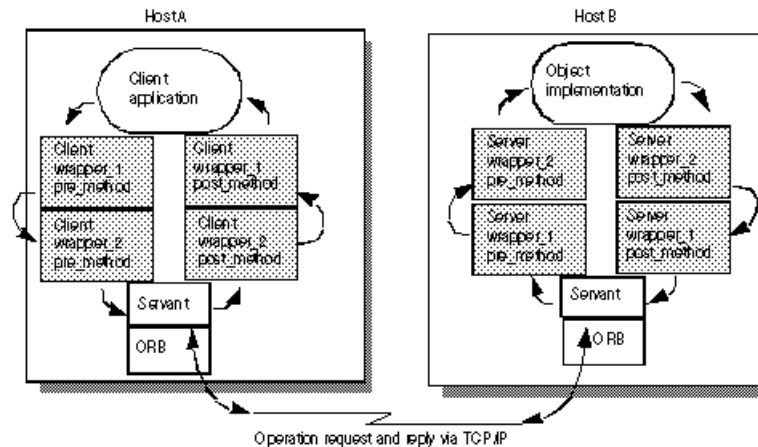 Host A
Client
application
Client
wrapper_1
pre_method
Client
wrapper_1
post_method
Client
wrapper_2
pre_method
Client
wrapper_2
post_method
Servant
ORB
Host B
Object
implementation
Server
wrapper_2
pre_method
Server
wrapper_2
post_method
Server
wrapper_1
pre_method
Server
wrapper_1
post_method
Servant
ORB
Operation request and reply via TCP/IP